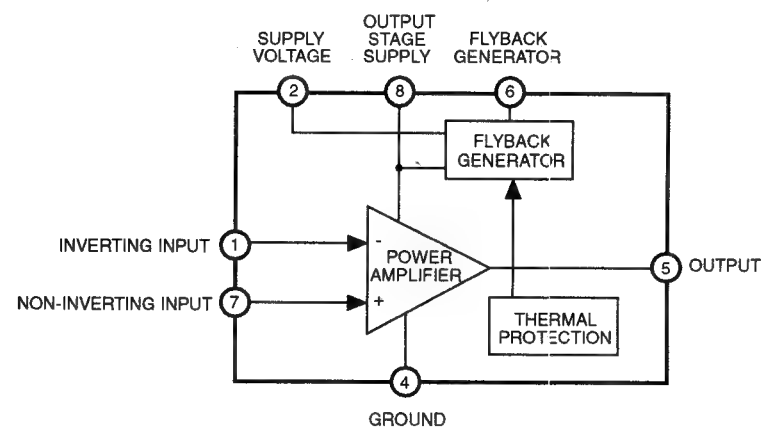 SUPPLY
VOLTAGE
OUTPUT
STAGE
SUPPLY
FLYBACK
GENERATOR
2
8
6
FLYBACK
GENERATOR
INVERTING INPUT
1
-
POWER
AMPLIFIER
5
OUTPUT
NON-INVERTING INPUT
7
+
THERMAL
PROTECTION
4
GROUND